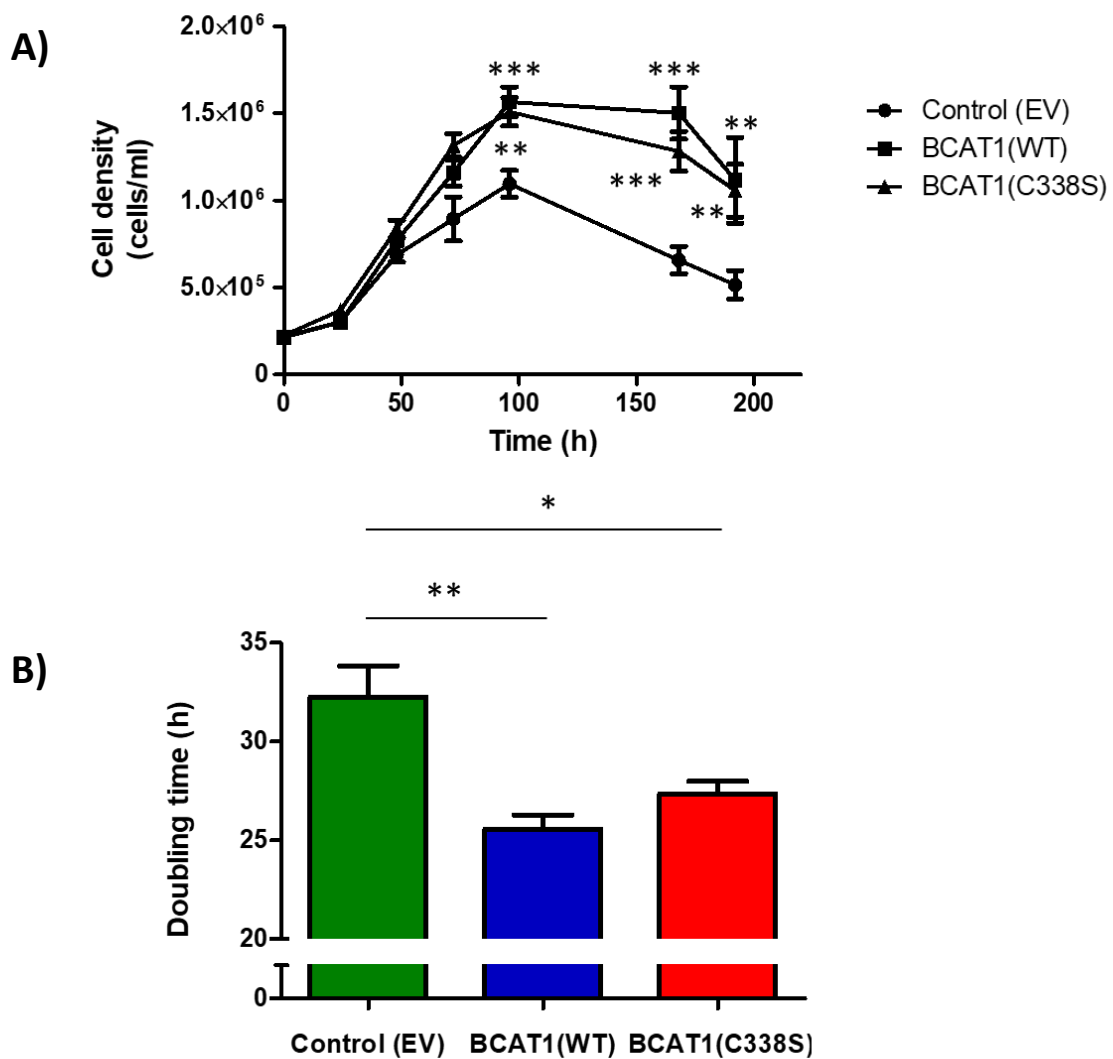 A)
2.0×10⁶
1.5×10⁶
1.0×10⁶
5.0×10⁵
0
Cell density
(cells/ml)
*** ***
**
**
***
**
0 50 100 150 200
Time (h)
Control (EV)
BCAT1(WT)
BCAT1(C338S)
*
**
B)
35
30
25
20
0
Doubling time (h)
Control (EV) BCAT1(WT) BCAT1(C338S)